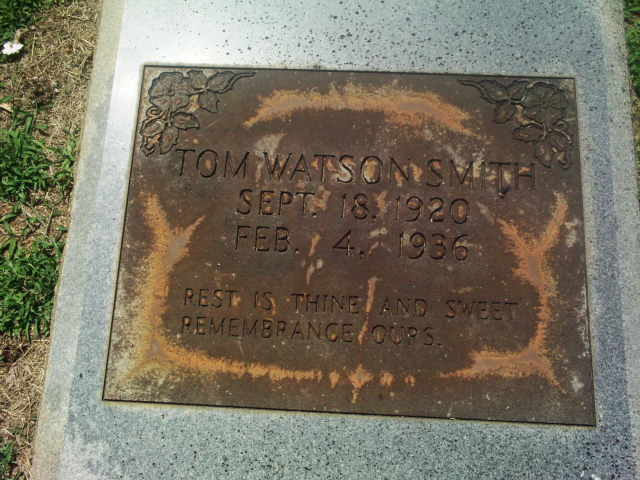 TOM WATSON SMITH
SEPT. 18, 1920
FEB. 4, 1936
REST IS THINE AND SWEET
REMEMBRANCE OURS.